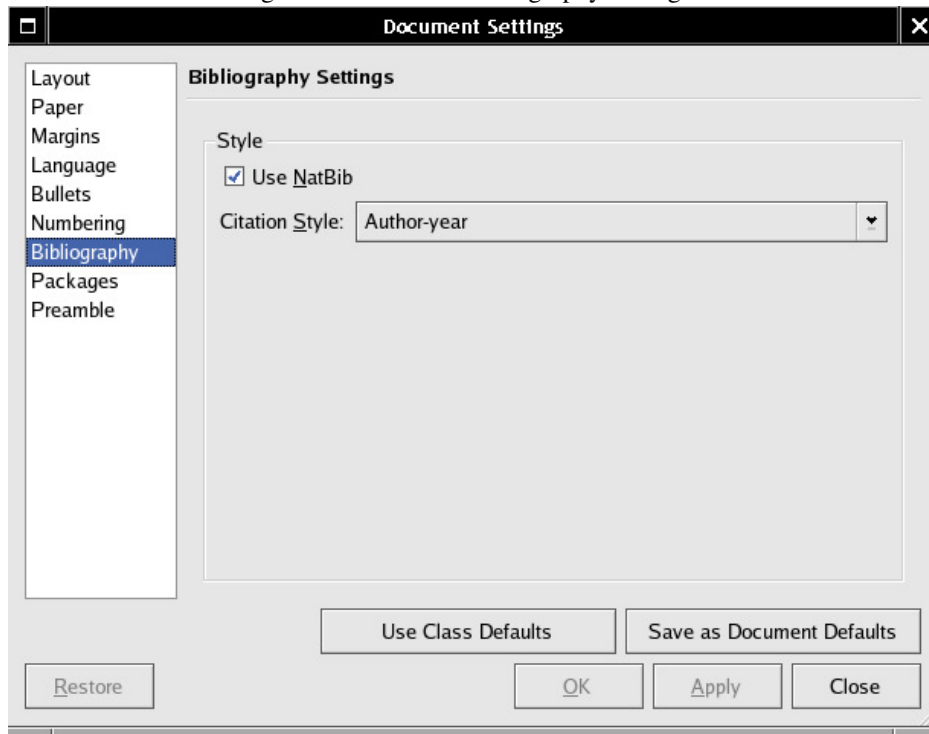 Document Settings
Layout
Paper
Margins
Language
Bullets
Numbering
Bibliography
Packages
Preamble
Bibliography Settings
Style
Use NatBib
Citation Style: Author-year
Use Class Defaults Save as Document Defaults
Restore OK Apply Close